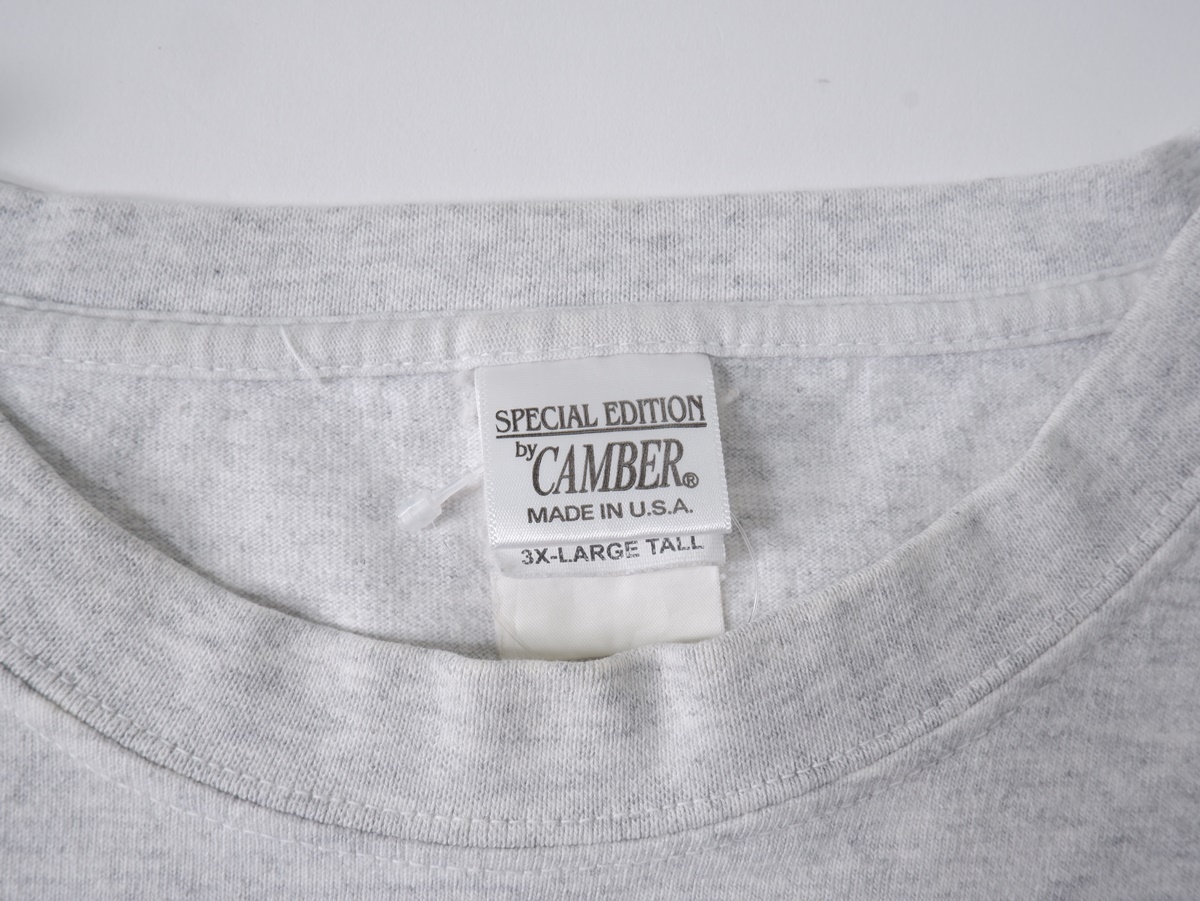 SPECIAL EDITION
by CAMBER®
MADE IN U.S.A.
3X-LARGE TALL